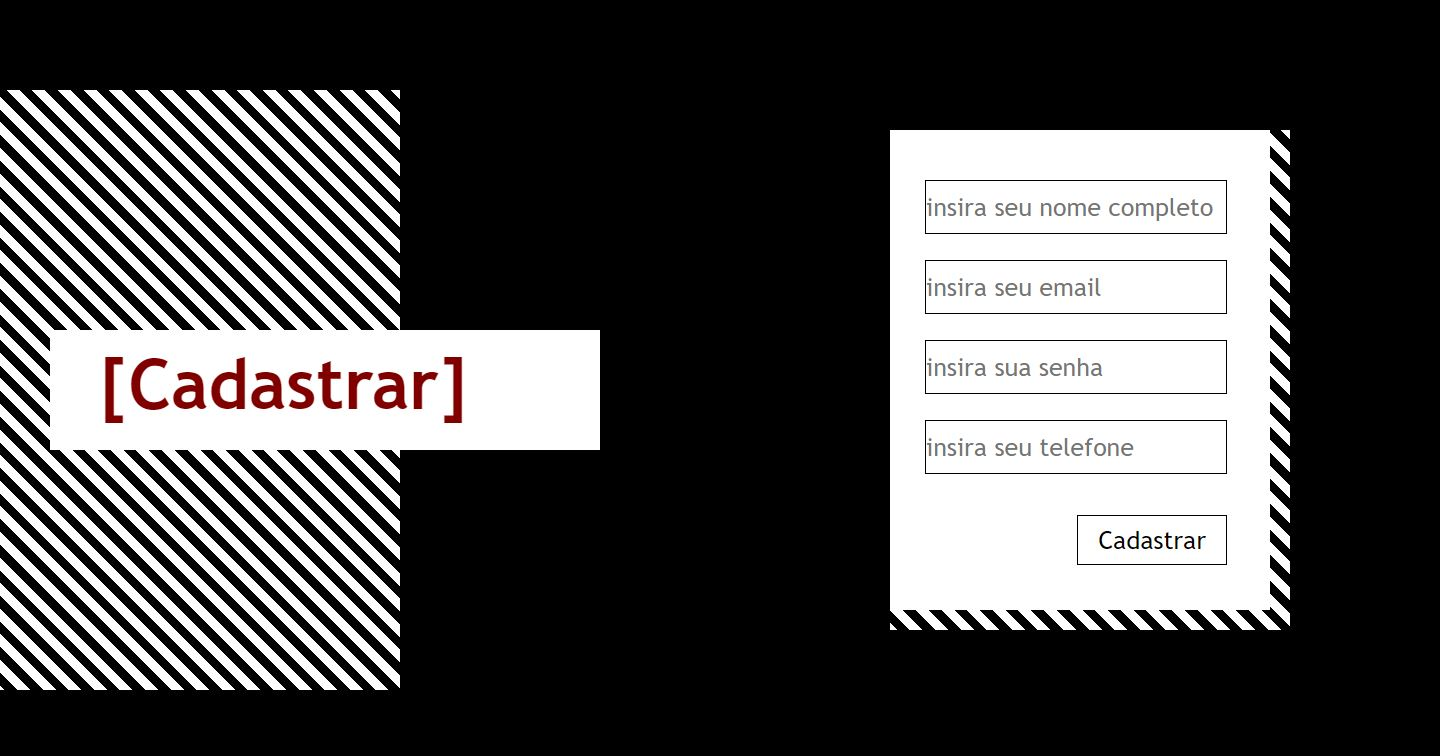 [Cadastrar]
insira seu nome completo
insira seu email
insira sua senha
insira seu telefone
Cadastrar